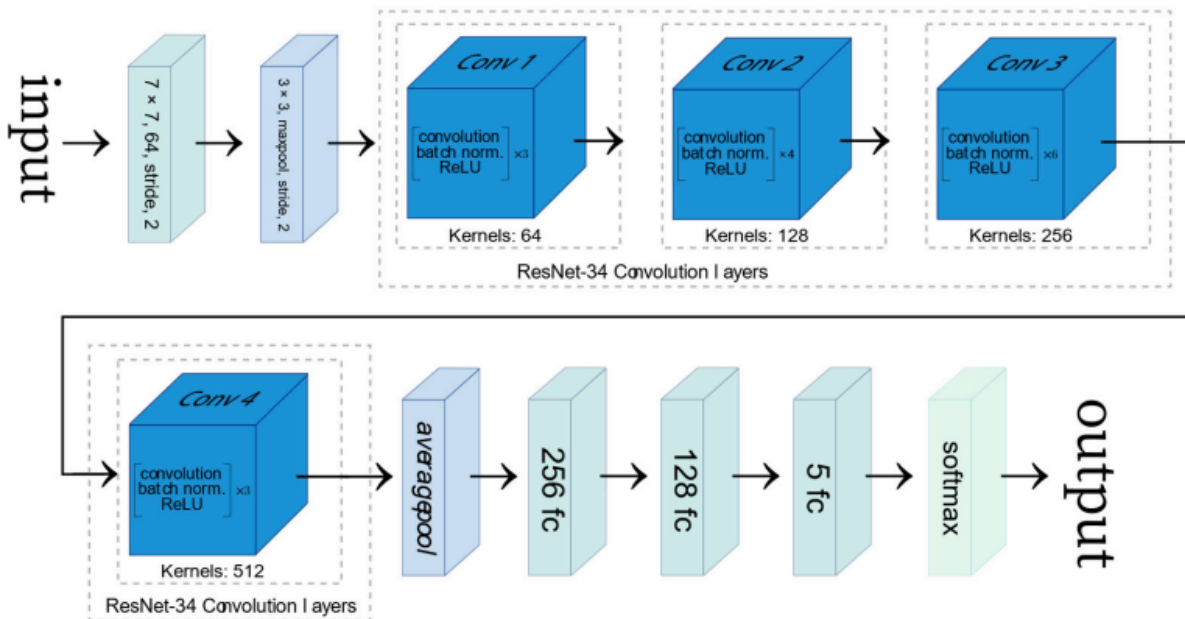 input
7 × 7, 64, stride, 2
3 × 3, maxpool, stride, 2
Conv 1
convolution
batch norm.
ReLU
×3
Kernels: 64
Conv 2
convolution
batch norm.
ReLU
×4
Kernels: 128
Conv 3
convolution
batch norm.
ReLU
×6
Kernels: 256
ResNet-34 Convolution Layers
Conv 4
convolution
batch norm.
ReLU
×3
Kernels: 512
ResNet-34 Convolution Layers
averagepool
256 fc
128 fc
5 fc
softmax
output